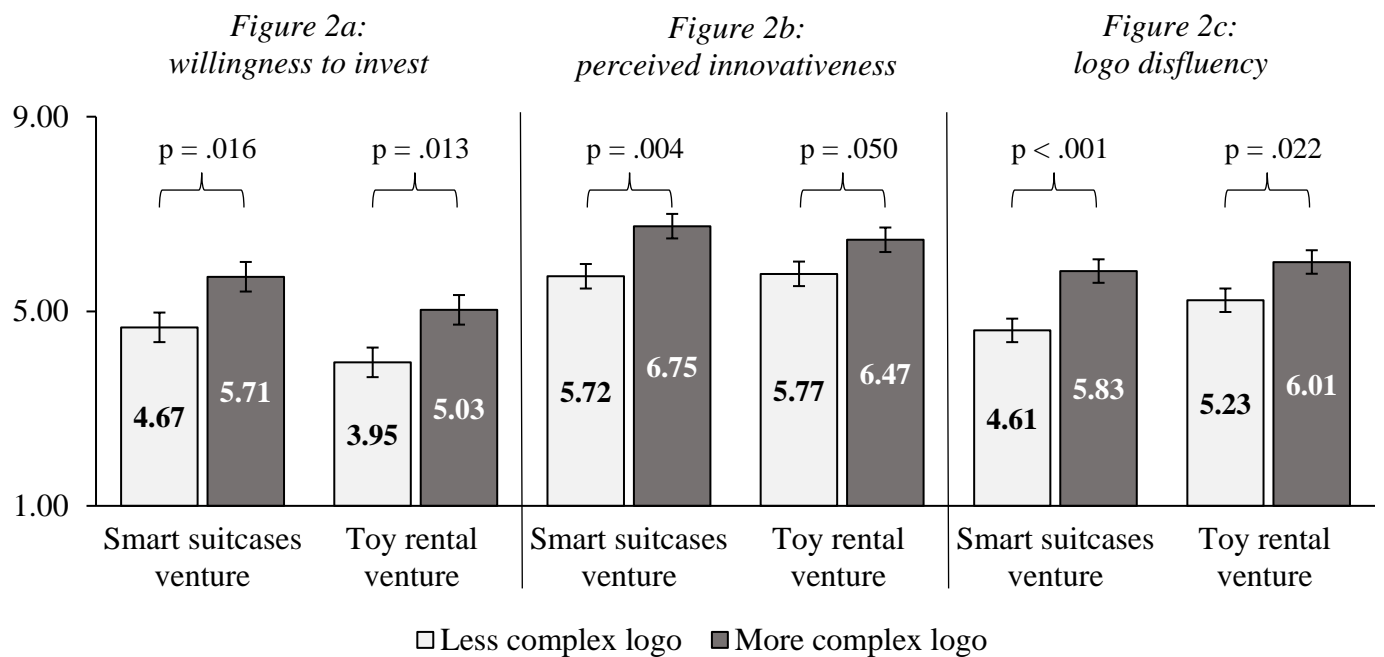 Figure 2a:
willingness to invest
Figure 2b:
perceived innovativeness
Figure 2c:
logo disfluency
9.00
5.00
1.00
p = .016
p = .013
p = .004
p = .050
p < .001
p = .022
4.67
5.71
3.95
5.03
5.72
6.75
5.77
6.47
4.61
5.83
5.23
6.01
Smart suitcases
venture
Toy rental
venture
Smart suitcases
venture
Toy rental
venture
Smart suitcases
venture
Toy rental
venture
Less complex logo
More complex logo